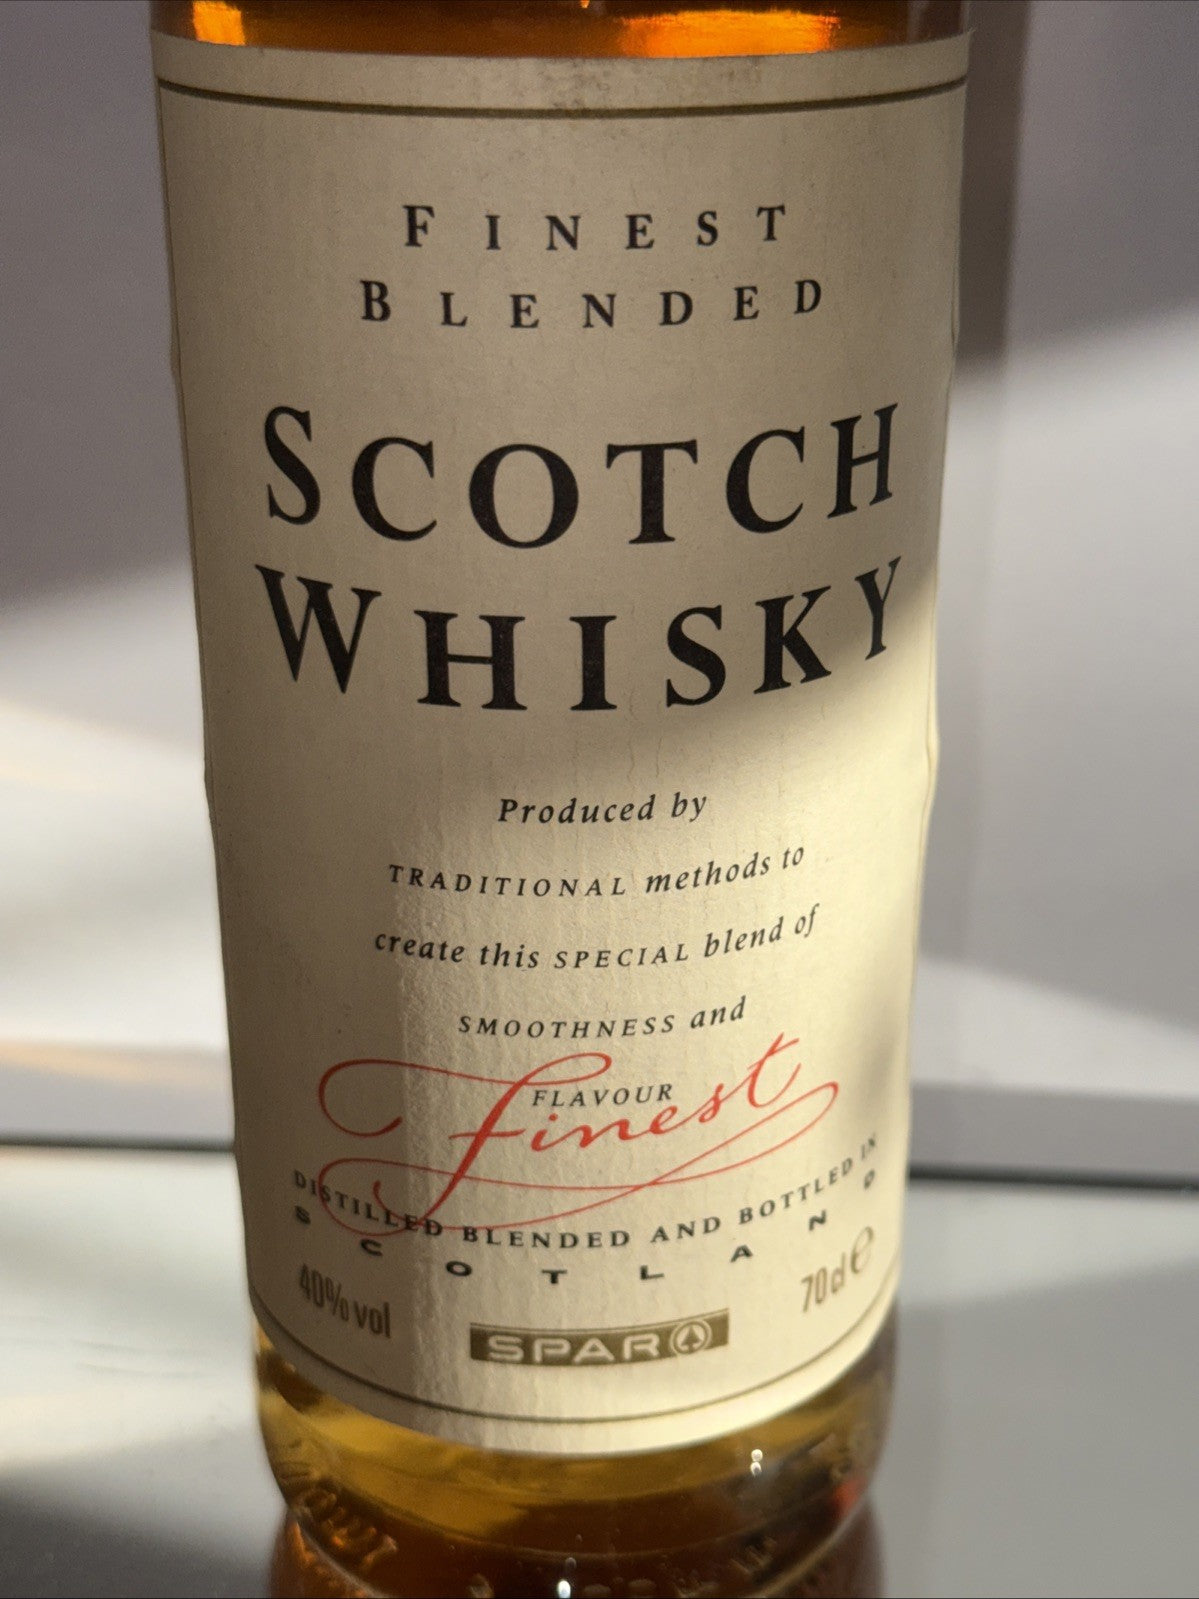 FINEST
BLENDED
SCOTCH
WHISKY
Produced by
TRADITIONAL methods to
create this SPECIAL blend of
SMOOTHNESS and
FLAVOUR
Finest
DISTILLED BLENDED AND BOTTLED IN
SCOTLAND
40%vol
70cl e
SPAR